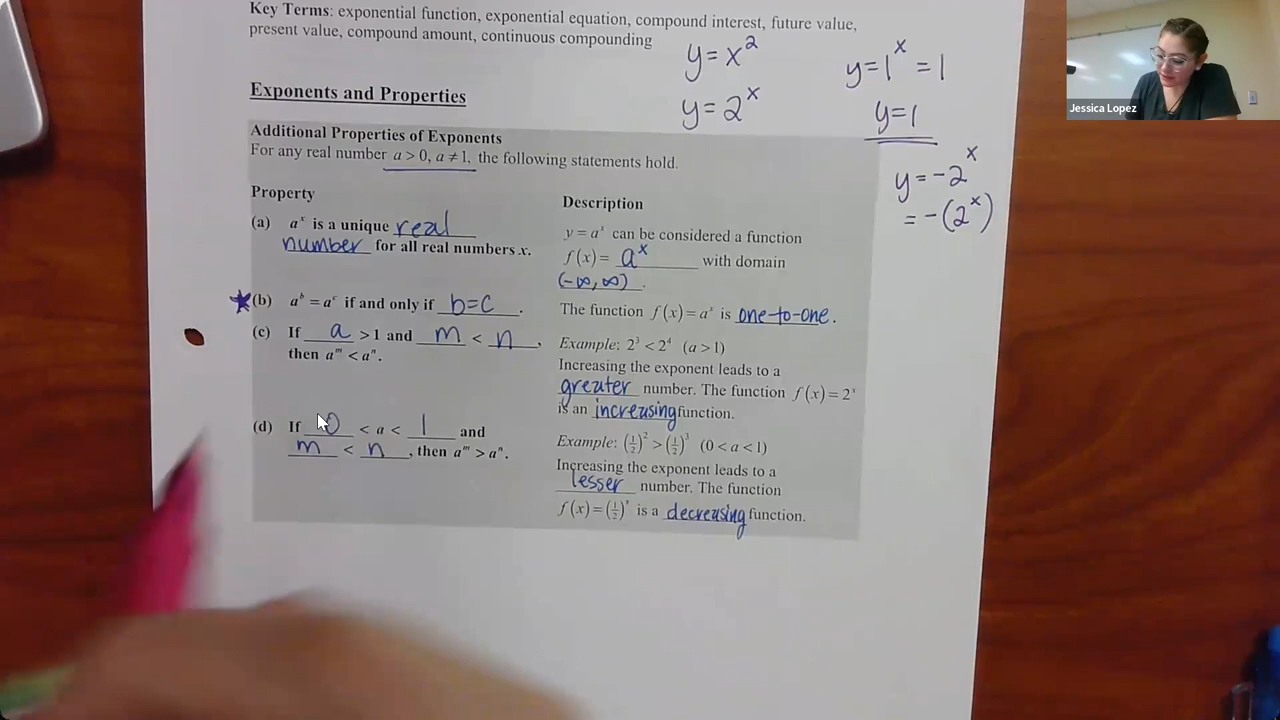 Key Terms: exponential function, exponential equation, compound interest, future value,
present value, compound amount, continuous compounding
y=x²
y=2ˣ
y=1ˣ=1
y=1
y=-2ˣ
=-(2ˣ)
Jessica Lopez
Exponents and Properties
Additional Properties of Exponents
For any real number a > 0, a ≠ 1, the following statements hold.
Property
(a) aˣ is a unique real
number for all real numbers x.
Description
y = aˣ can be considered a function
f(x) = aˣ with domain
(-∞, ∞).
(b) aᵇ = aᶜ if and only if b=c.
The function f(x) = aˣ is one-to-one.
(c) If a > 1 and m < n,
then aᵐ < aⁿ.
Example: 2³ < 2⁴ (a > 1)
Increasing the exponent leads to a
greater number. The function f(x) = 2ˣ
is an increasing function.
(d) If 0 < a < 1 and
m < n, then aᵐ > aⁿ.
Example: (1/2)² > (1/2)³ (0 < a < 1)
Increasing the exponent leads to a
lesser number. The function
f(x) = (1/2)ˣ is a decreasing function.